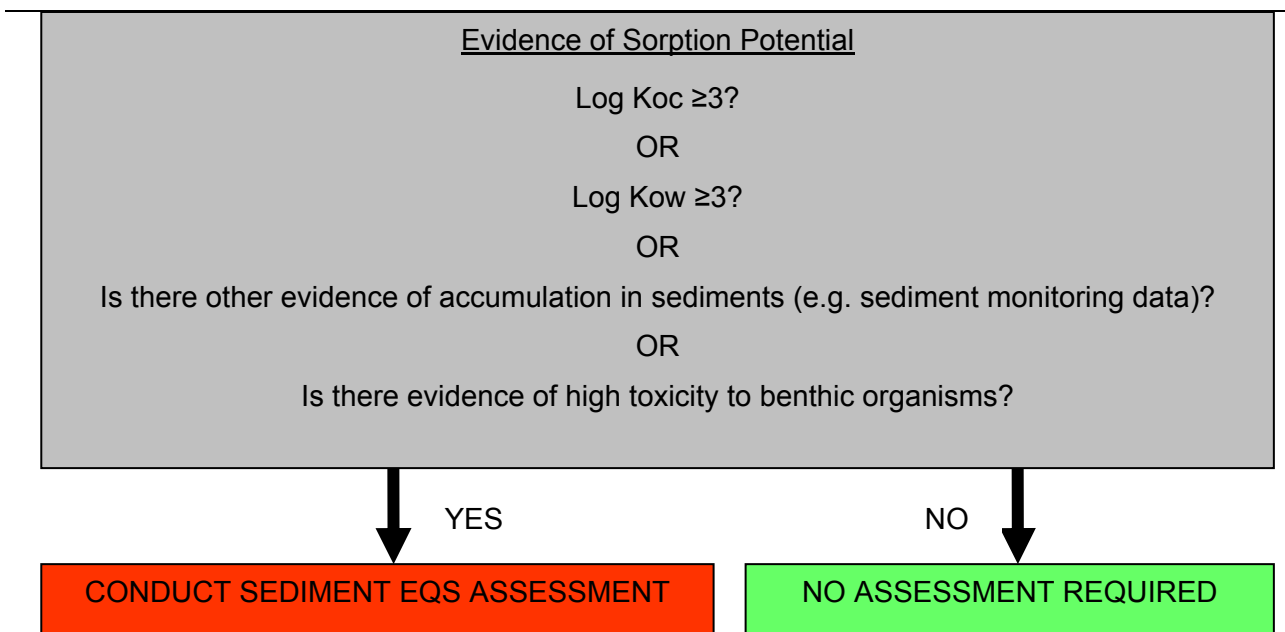 Evidence of Sorption Potential
Log Koc ≥3?
OR
Log Kow ≥3?
OR
Is there other evidence of accumulation in sediments (e.g. sediment monitoring data)?
OR
Is there evidence of high toxicity to benthic organisms?
YES
NO
CONDUCT SEDIMENT EQS ASSESSMENT
NO ASSESSMENT REQUIRED